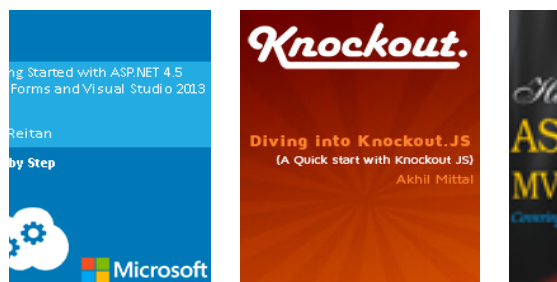 ng Started with ASP.NET 4.5
Forms and Visual Studio 2013
Reitan
by Step
Microsoft
Knockout.
Diving into Knockout.JS
(A Quick start with Knockout JS)
Akhil Mittal
AS
MV